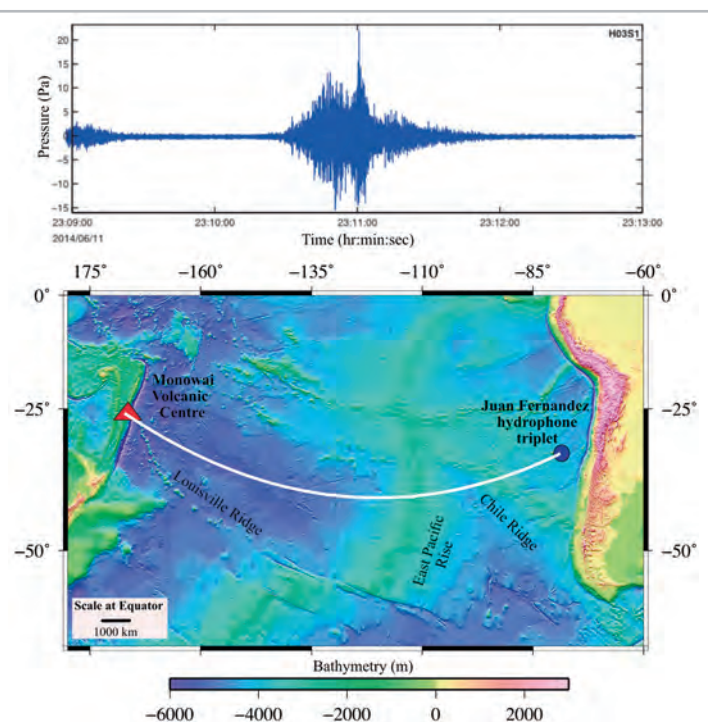 H03S1
20
15
10
5
0
−5
−10
−15
Pressure (Pa)
23:09:00 23:10:00 23:11:00 23:12:00 23:13:00
2014/06/11
Time (hr:min:sec)
175° −160° −135° −110° −85° −60°
0° 0°
−25° −25°
−50° −50°
Monowai
Volcanic
Centre
Juan Fernandez
hydrophone
triplet
Louisville Ridge
East Pacific
Rise
Chile Ridge
Scale at Equator
1000 km
Bathymetry (m)
−6000 −4000 −2000 0 2000